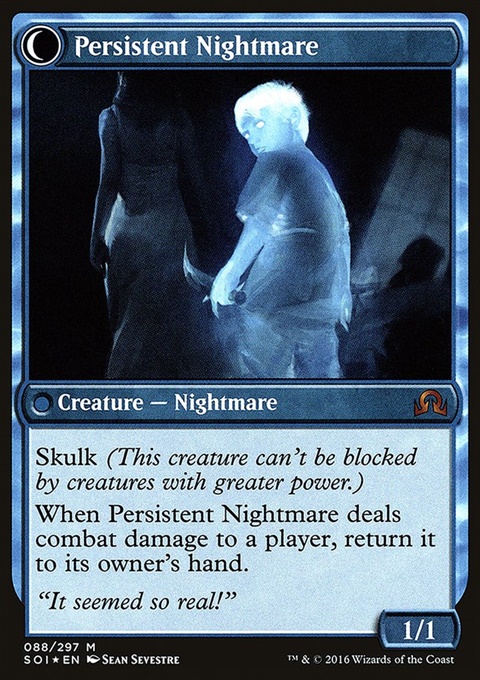 Persistent Nightmare
Creature — Nightmare
Skulk (This creature can't be blocked
by creatures with greater power.)
When Persistent Nightmare deals
combat damage to a player, return it
to its owner's hand.
"It seemed so real!"
1/1
088/297 M
SOI★EN Sean Sevestre
™ & © 2016 Wizards of the Coast